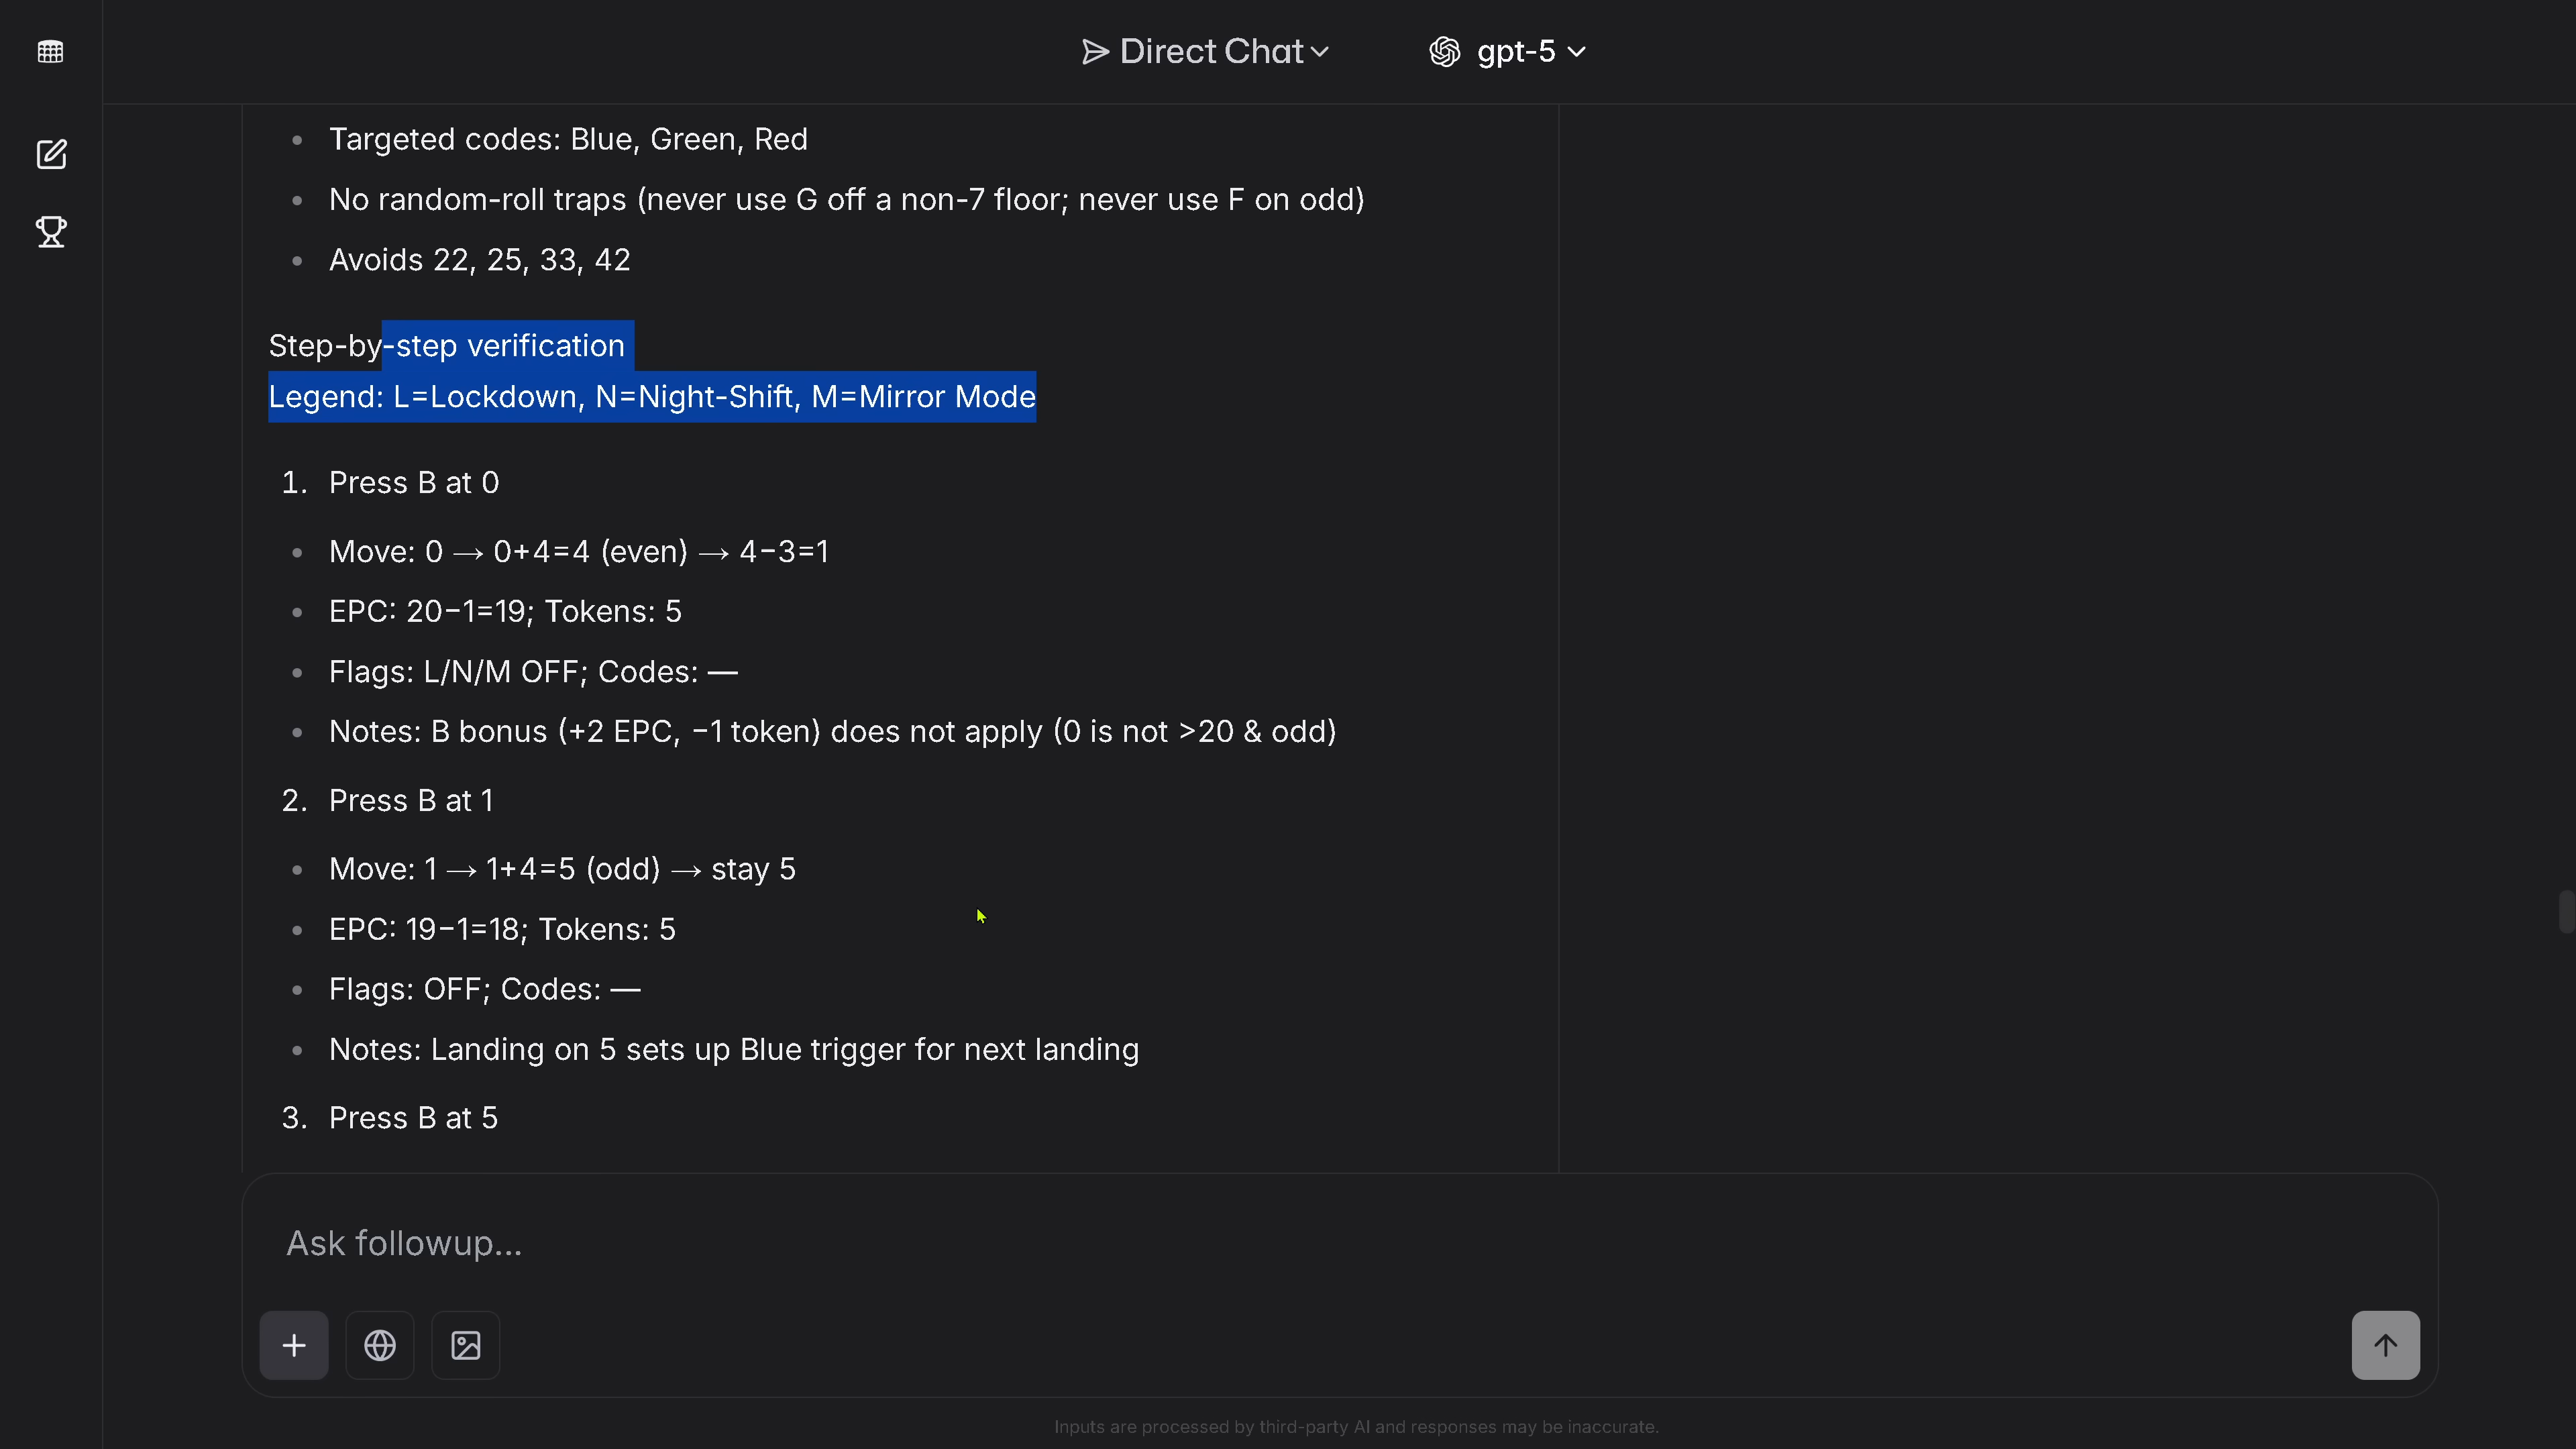 Direct Chat
gpt-5
Targeted codes: Blue, Green, Red
No random-roll traps (never use G off a non-7 floor; never use F on odd)
Avoids 22, 25, 33, 42
Step-by-step verification
Legend: L=Lockdown, N=Night-Shift, M=Mirror Mode
1. Press B at 0
Move: 0 → 0+4=4 (even) → 4−3=1
EPC: 20−1=19; Tokens: 5
Flags: L/N/M OFF; Codes: —
Notes: B bonus (+2 EPC, −1 token) does not apply (0 is not >20 & odd)
2. Press B at 1
Move: 1 → 1+4=5 (odd) → stay 5
EPC: 19−1=18; Tokens: 5
Flags: OFF; Codes: —
Notes: Landing on 5 sets up Blue trigger for next landing
3. Press B at 5
Ask followup...
Inputs are processed by third-party AI and responses may be inaccurate.